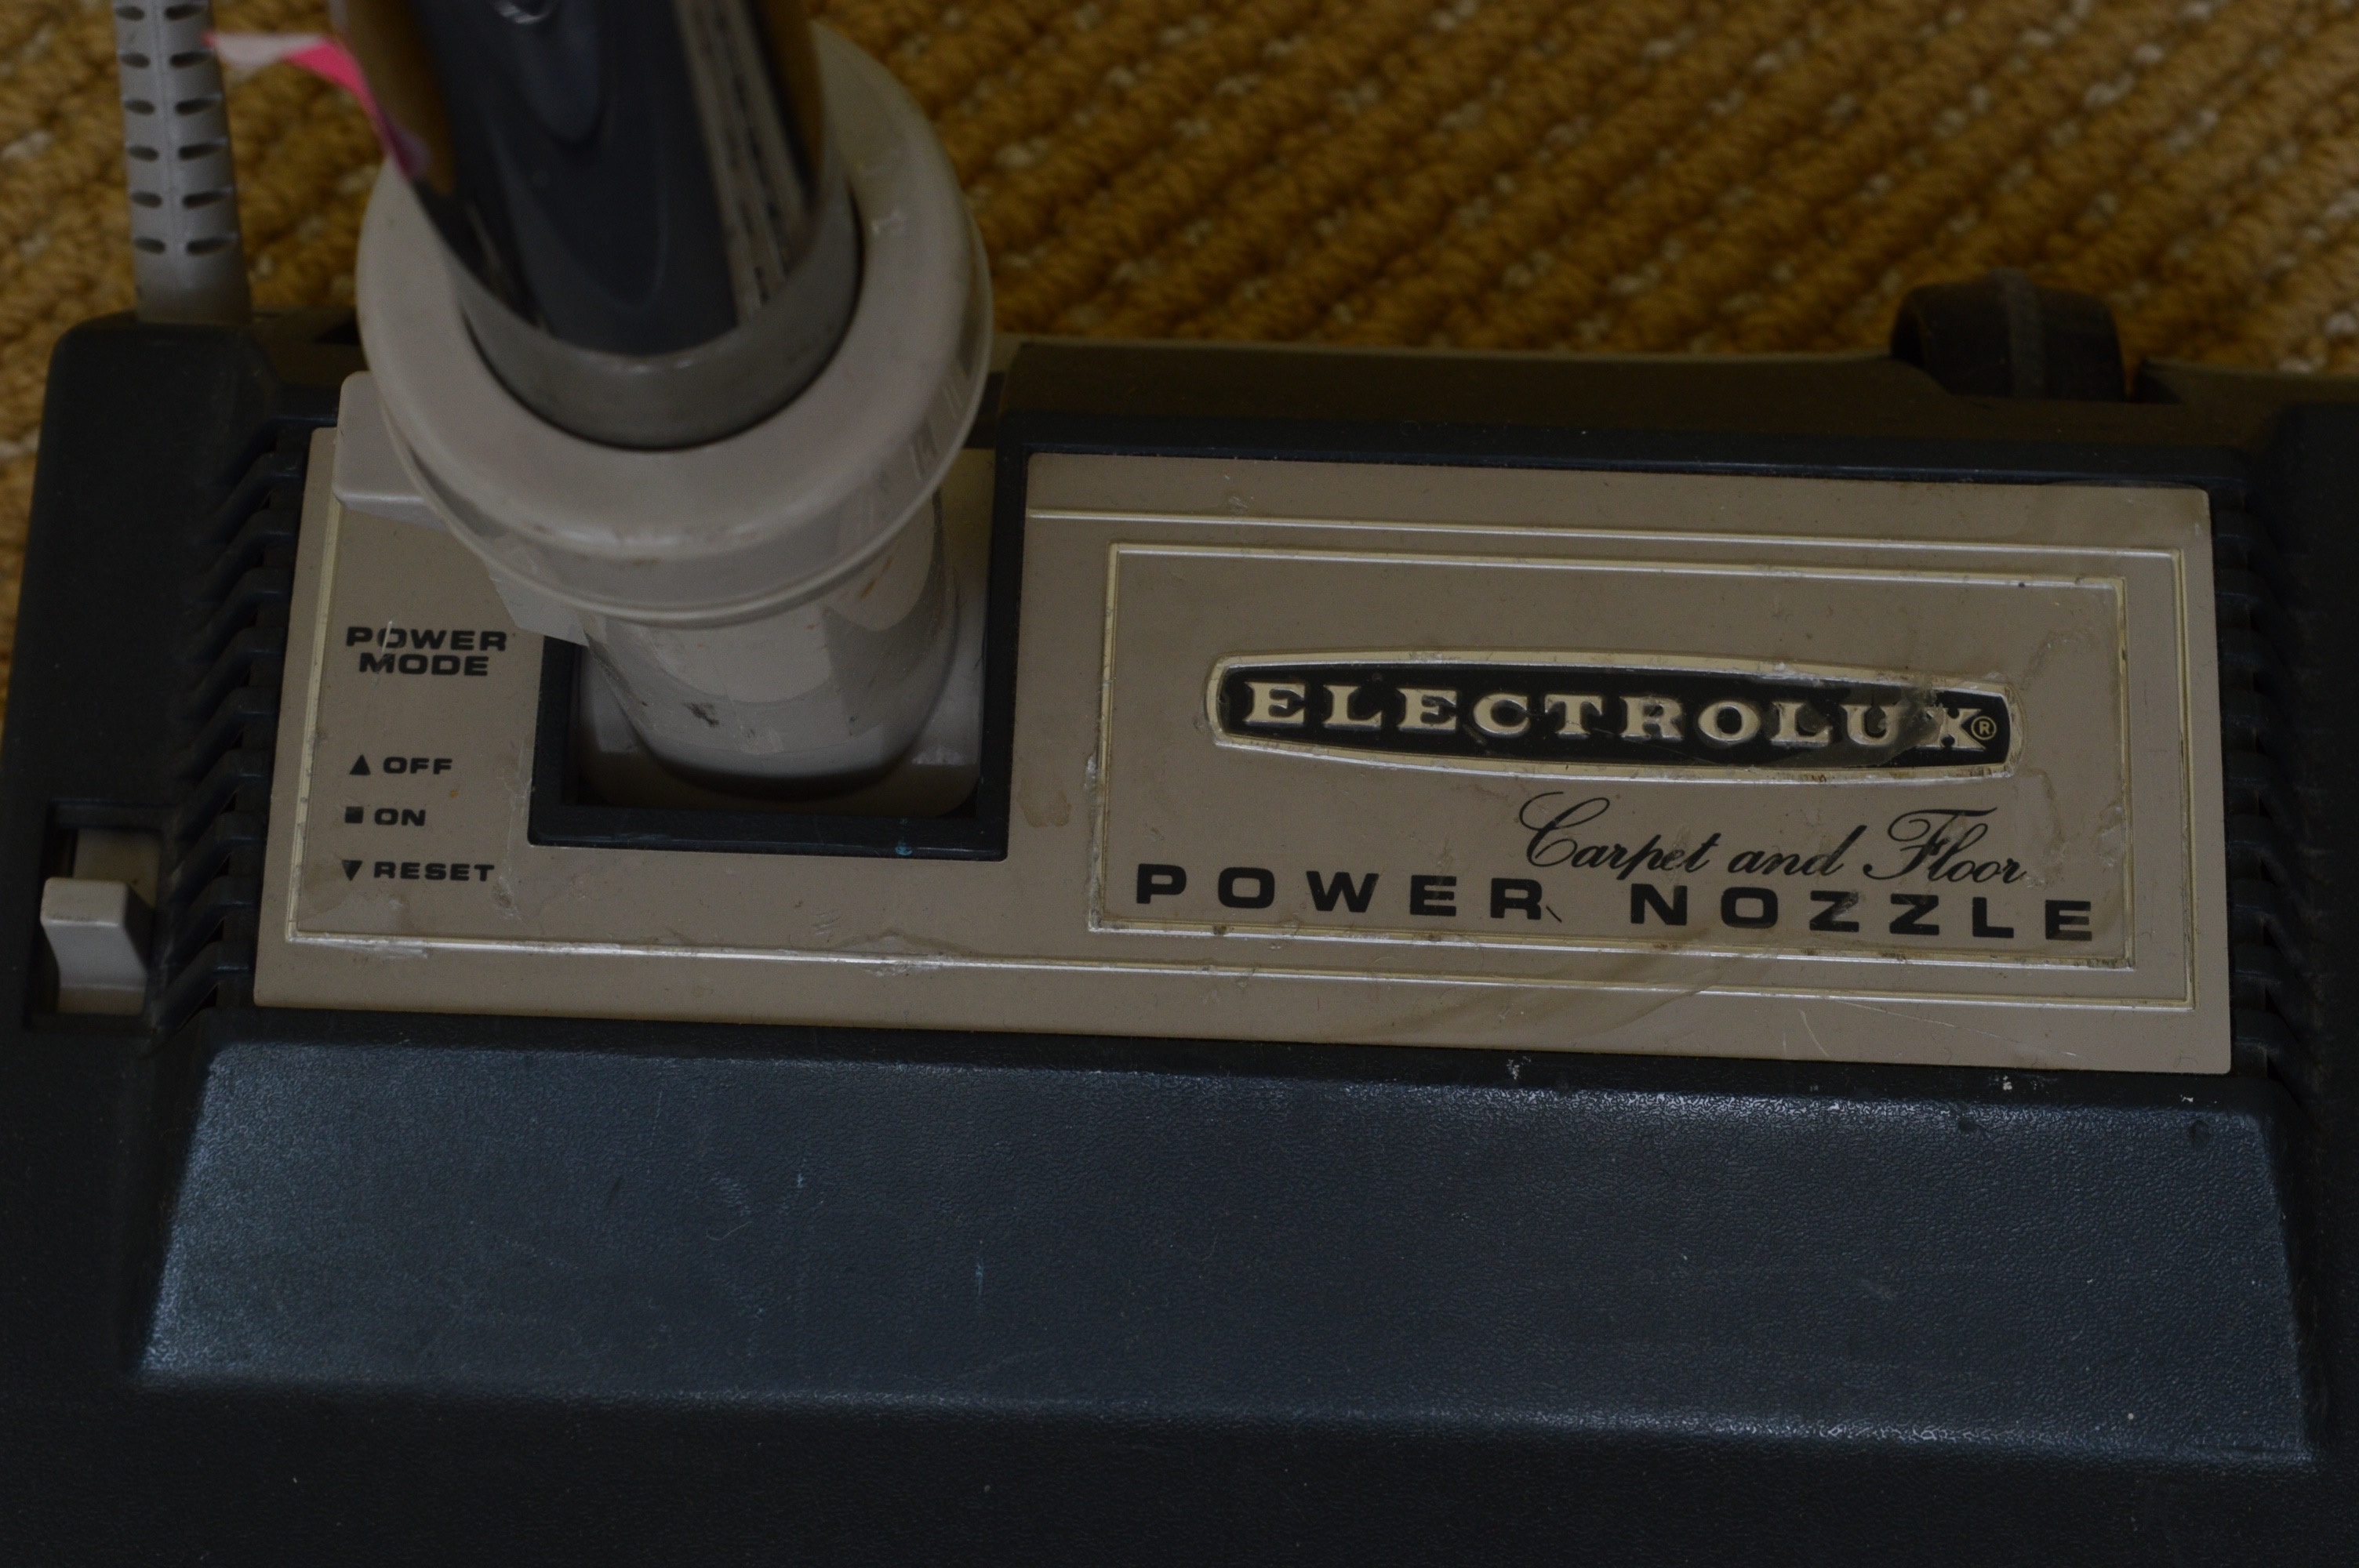 POWER
MODE
▲ OFF
■ ON
▼ RESET
ELECTROLUX®
Carpet and Floor
POWER NOZZLE